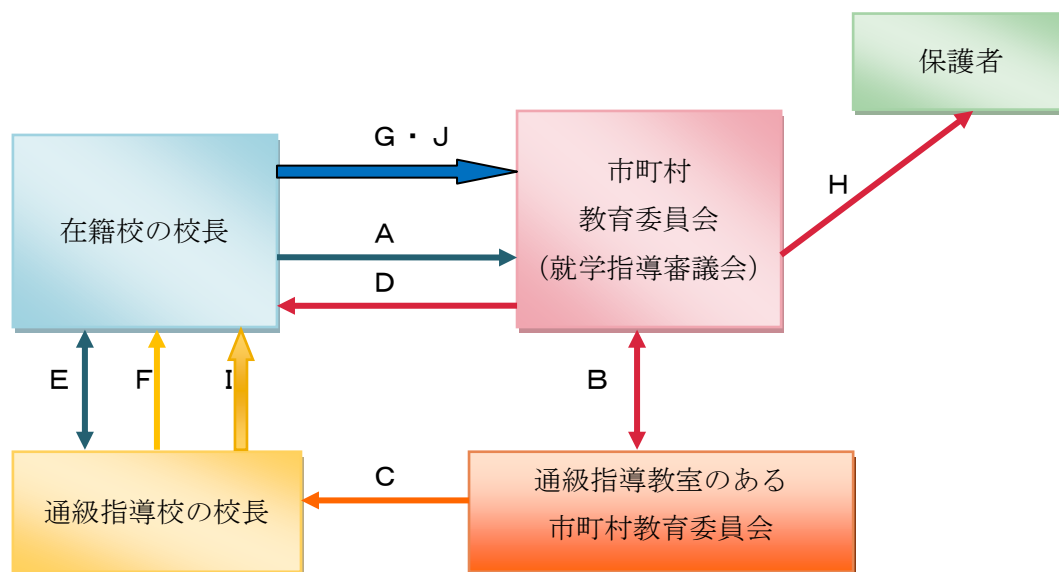 保護者
G・J
市町村
教育委員会
(就学指導審議会)
H
在籍校の校長
A
D
E
F
I
B
通級指導校の校長
C
通級指導教室のある
市町村教育委員会